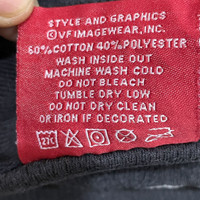 STYLE AND GRAPHICS
©VF IMAGEWEAR, INC.
60%COTTON 40%POLYESTER
WASH INSIDE OUT
MACHINE WASH COLD
DO NOT BLEACH
TUMBLE DRY LOW
DO NOT DRY CLEAN
OR IRON IF DECORATED